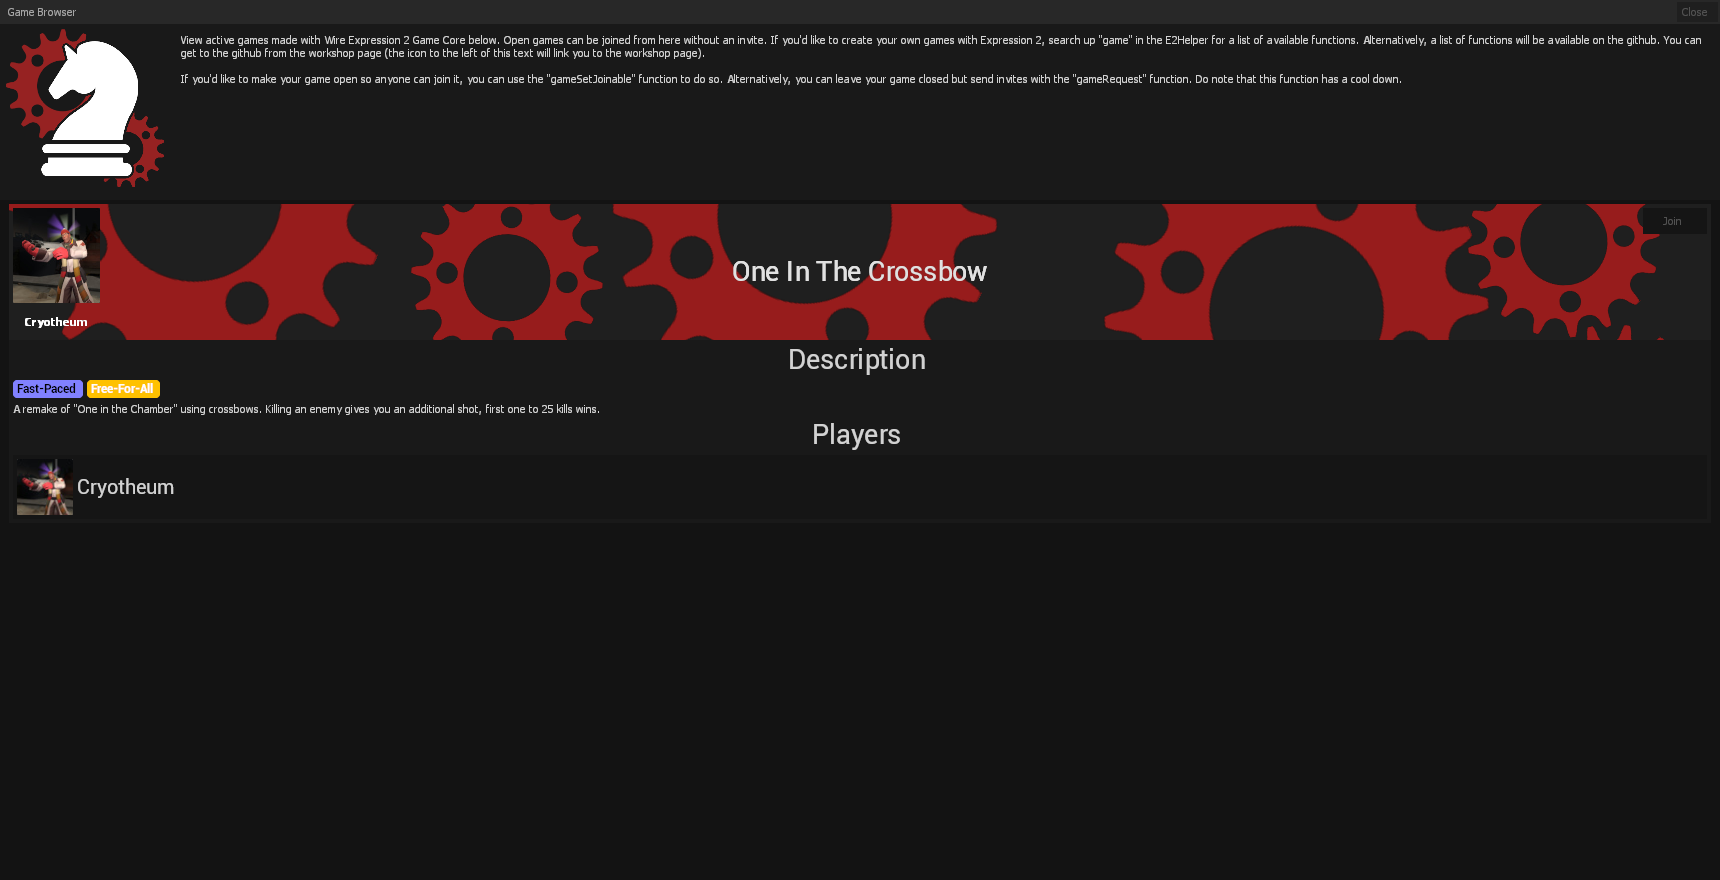 Game Browser
Close
View active games made with Wire Expression 2 Game Core below. Open games can be joined from here without an invite. If you'd like to create your own games with Expression 2, search up "game" in the E2Helper for a list of available functions. Alternatively, a list of functions will be available on the github. You can
get to the github from the workshop page (the icon to the left of this text will link you to the workshop page).
If you'd like to make your game open so anyone can join it, you can use the "gameSetJoinable" function to do so. Alternatively, you can leave your game closed but send invites with the "gameRequest" function. Do note that this function has a cool down.
Join
One In The Crossbow
Cryotheum
Description
Fast-Paced Free-For-All
A remake of "One in the Chamber" using crossbows. Killing an enemy gives you an additional shot, first one to 25 kills wins.
Players
Cryotheum